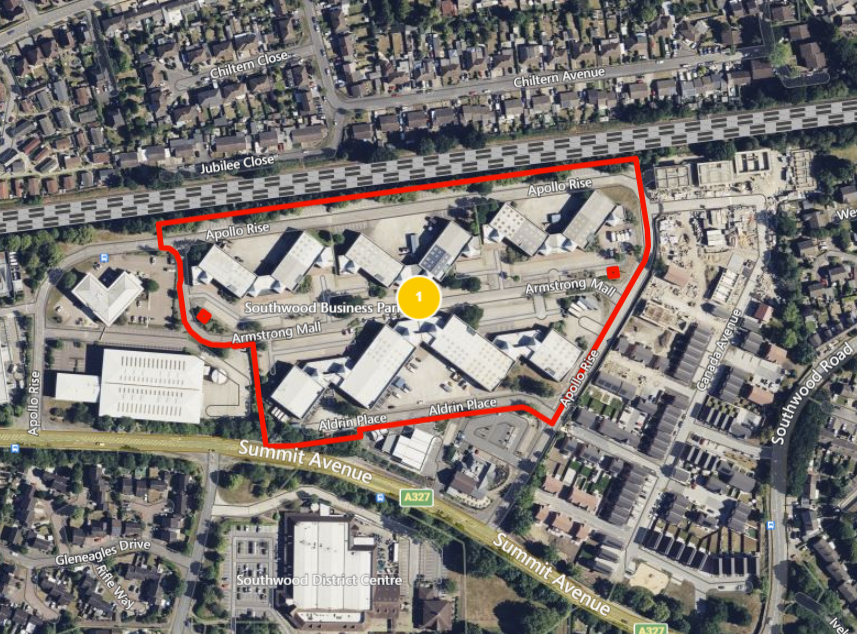 Chiltern Close
Chiltern Avenue
Jubilee Close
Apollo Rise
Apollo Rise
We
Armstrong Mall
1
Southwood Business Par
Armstrong Mall
Canada Avenue
Southwood Road
Apollo Rise
Apollo Rise
Aldrin Place
Aldrin Place
Summit Avenue
A327
Gleneagles Drive
Rifle Way
Southwood District Centre
Summit Avenue
A327
Ivel